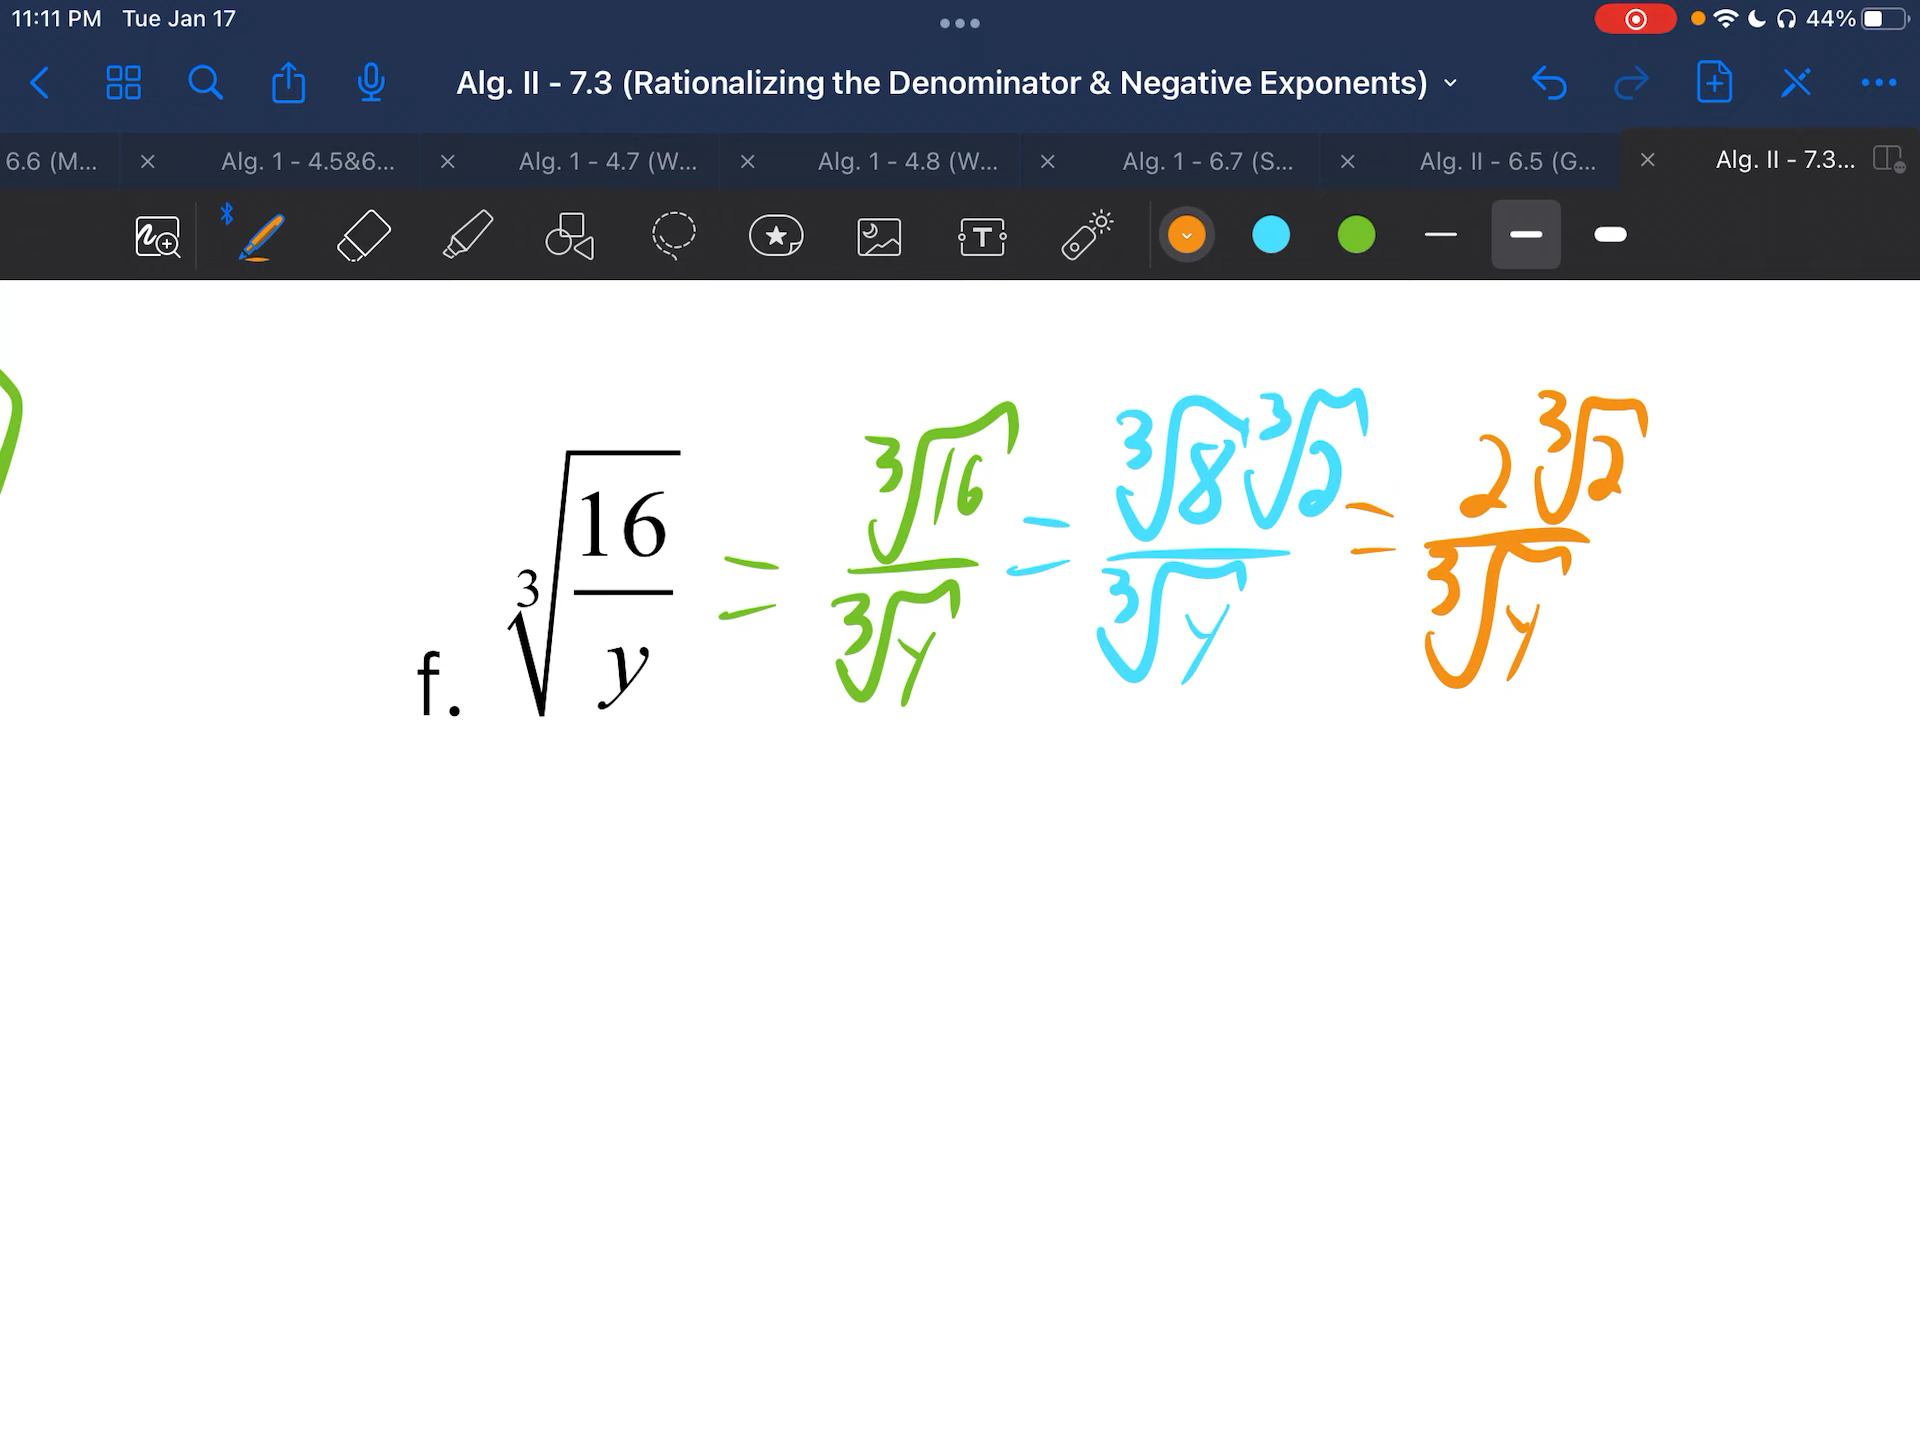 11:11 PM Tue Jan 17
44%
Alg. II - 7.3 (Rationalizing the Denominator & Negative Exponents)
6.6 (M... Alg. 1 - 4.5&6... Alg. 1 - 4.7 (W... Alg. 1 - 4.8 (W... Alg. 1 - 6.7 (S... Alg. II - 6.5 (G... Alg. II - 7.3...
T
f. ∛(16/y) = ∛16/∛y = ∛8 ∛2/∛y = 2∛2/∛y